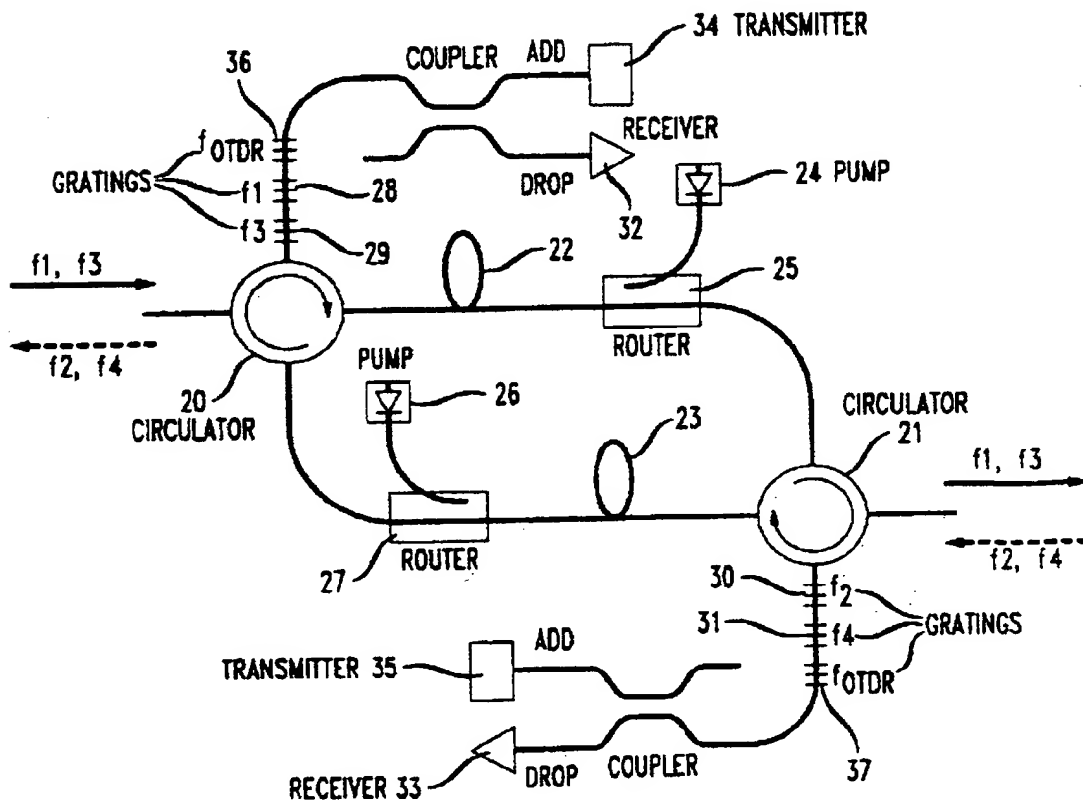 34 TRANSMITTER
COUPLER ADD
36
RECEIVER
fOTDR
GRATINGS f1 28
DROP
24 PUMP
32
f3 29
f1, f3
22
25
ROUTER
f2, f4
PUMP
20
CIRCULATOR
26
23
CIRCULATOR
21
f1, f3
27
ROUTER
f2, f4
30 f2
31 f4 GRATINGS
ADD
TRANSMITTER 35
fOTDR
37
RECEIVER 33
DROP
COUPLER